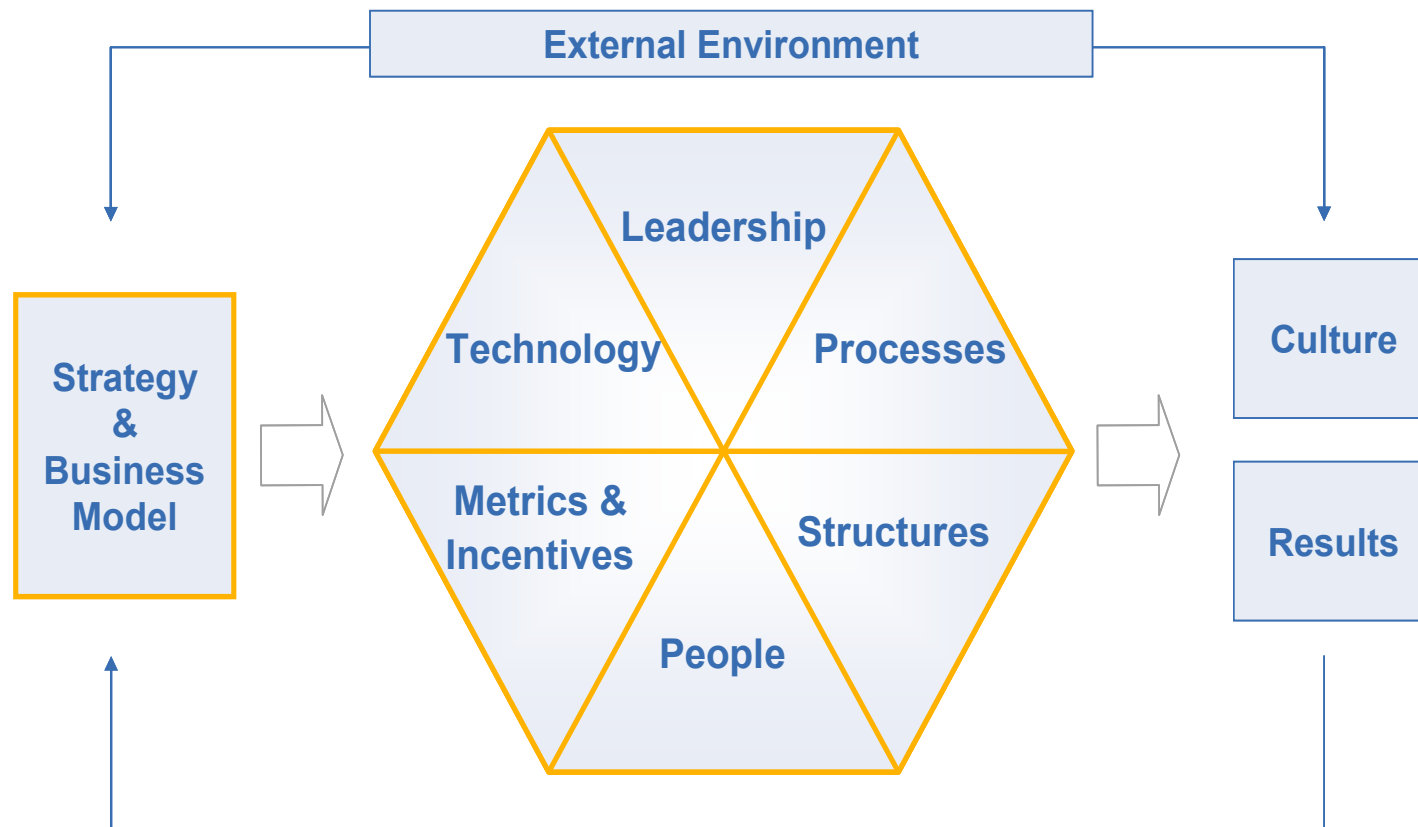 External Environment
Leadership
Technology
Processes
Strategy
&
Business
Model
Culture
Metrics &
Incentives
Structures
Results
People